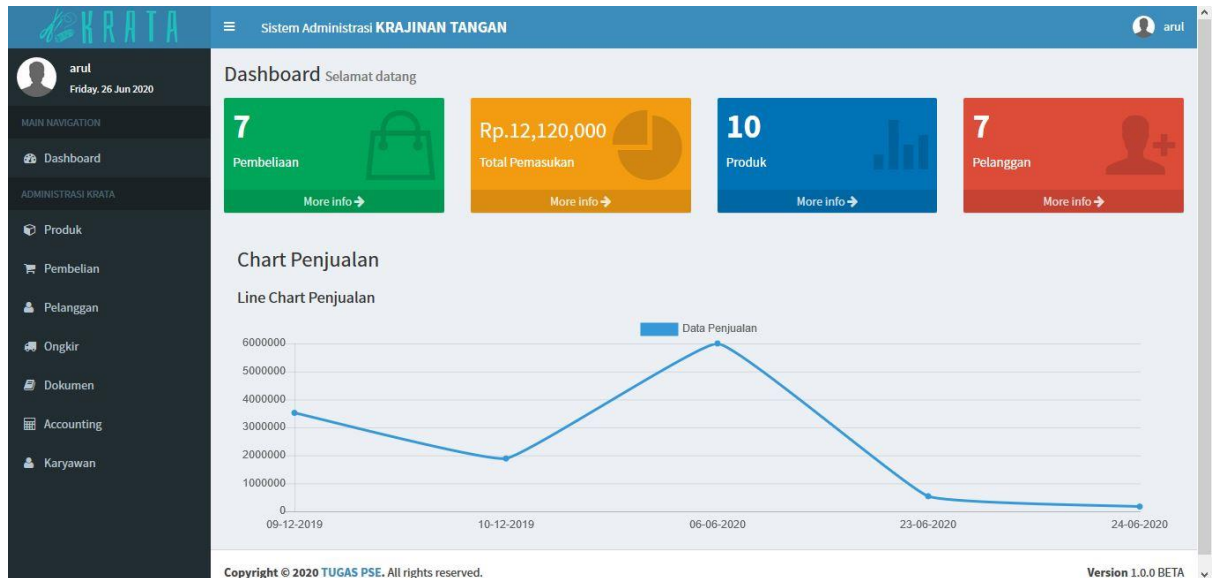 KRATA
Sistem Administrasi KRAJINAN TANGAN
arul
arul
Friday, 26 Jun 2020
MAIN NAVIGATION
Dashboard
ADMINISTRASI KRATA
Produk
Pembelian
Pelanggan
Ongkir
Dokumen
Accounting
Karyawan
Dashboard Selamat datang
7
Pembeliaan
More info
Rp.12,120,000
Total Pemasukan
More info
10
Produk
More info
7
Pelanggan
More info
Chart Penjualan
Line Chart Penjualan
Data Penjualan
6000000
5000000
4000000
3000000
2000000
1000000
0
09-12-2019 10-12-2019 06-06-2020 23-06-2020 24-06-2020
Copyright © 2020 TUGAS PSE. All rights reserved. Version 1.0.0 BETA